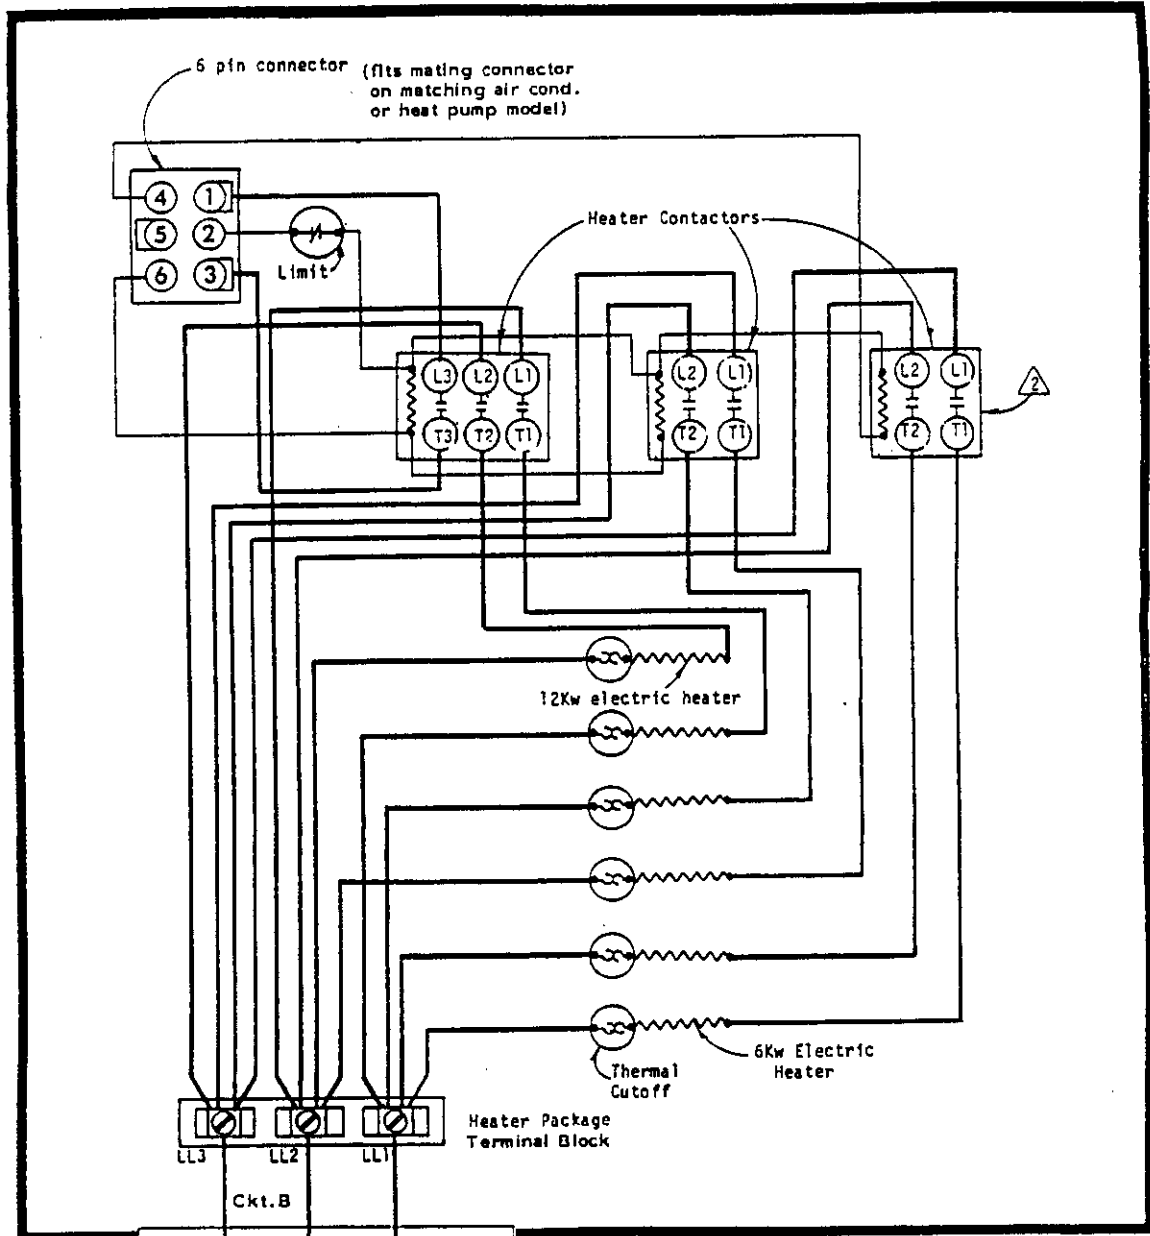 6 pin connector (fits mating connector
on matching air cond.
or heat pump model)
4 1
5 2
6 3
Limit
Heater Contactors
L3 L2 L1
T3 T2 T1
L2 L1
T2 T1
L2 L1
T2 T1
2
12Kw electric heater
6Kw Electric
Heater
Thermal
Cutoff
Heater Package
Terminal Block
LL3 LL2 LL1
Ckt.B